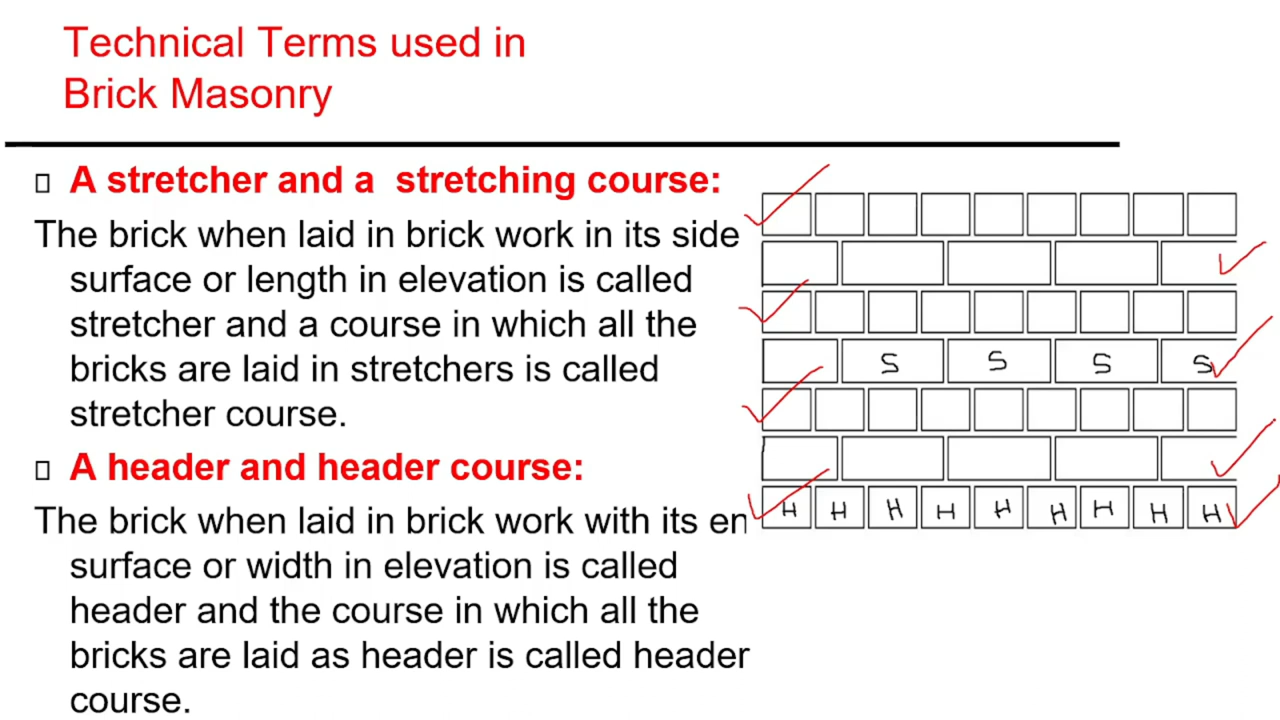 Technical Terms used in
Brick Masonry
A stretcher and a stretching course:
The brick when laid in brick work in its side
surface or length in elevation is called
stretcher and a course in which all the
bricks are laid in stretchers is called
stretcher course.
A header and header course:
The brick when laid in brick work with its en
surface or width in elevation is called
header and the course in which all the
bricks are laid as header is called header
course.
S S S S
H H H H H H H H H